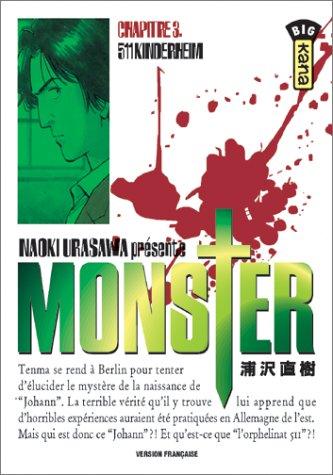 CHAPITRE 3.
511 KINDERHEIM
BIG
kana
NAOKI URASAWA présente
MONSTER
浦沢直樹
Tenma se rend à Berlin pour tenter
d'élucider le mystère de la naissance de
“Johann”. La terrible vérité qu'il y trouve lui apprend que
d'horribles expériences auraient été pratiquées en Allemagne de l'est.
Mais qui est donc ce “Johann”?! Et qu'est-ce que “l'orphelinat 511”?!
VERSION FRANÇAISE